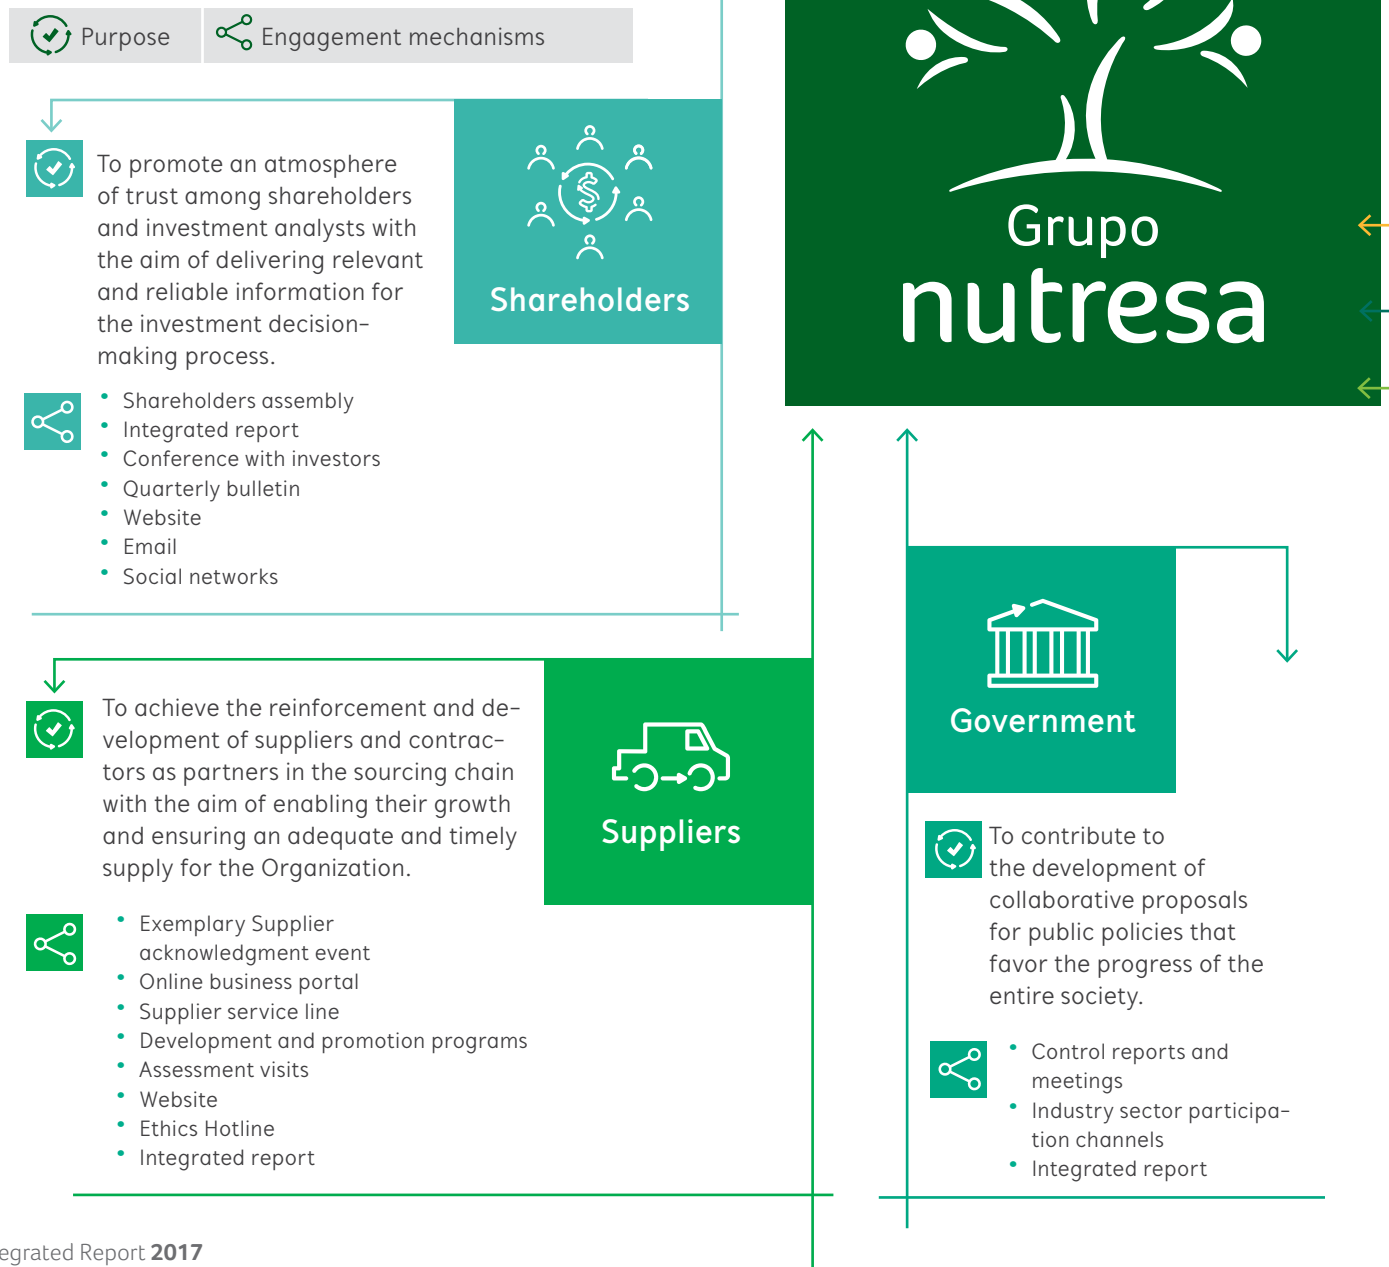 Purpose
Engagement mechanisms
To promote an atmosphere
of trust among shareholders
and investment analysts with
the aim of delivering relevant
and reliable information for
the investment decision-
making process.
Shareholders
• Shareholders assembly
• Integrated report
• Conference with investors
• Quarterly bulletin
• Website
• Email
• Social networks
Grupo
nutresa
To achieve the reinforcement and de-
velopment of suppliers and contrac-
tors as partners in the sourcing chain
with the aim of enabling their growth
and ensuring an adequate and timely
supply for the Organization.
Suppliers
• Exemplary Supplier
acknowledgment event
• Online business portal
• Supplier service line
• Development and promotion programs
• Assessment visits
• Website
• Ethics Hotline
• Integrated report
Government
To contribute to
the development of
collaborative proposals
for public policies that
favor the progress of the
entire society.
• Control reports and
meetings
• Industry sector participa-
tion channels
• Integrated report
egrated Report 2017